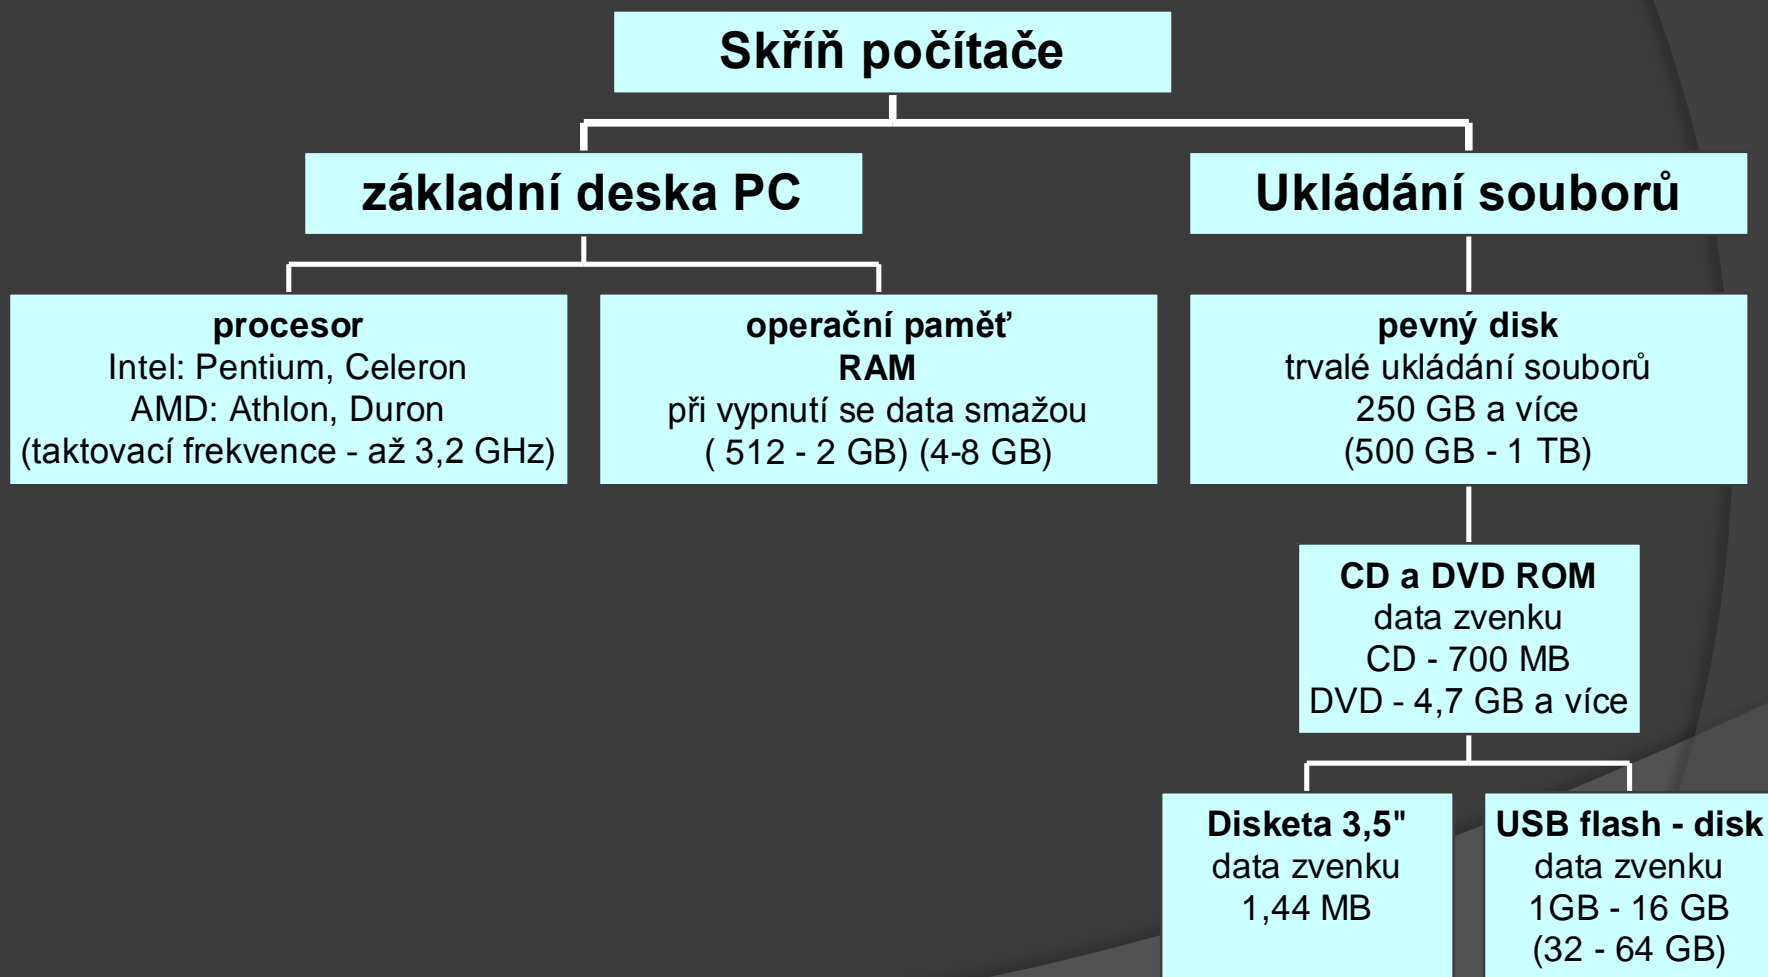 Skříň počítače
základní deska PC
Ukládání souborů
procesor
Intel: Pentium, Celeron
AMD: Athlon, Duron
(taktovací frekvence - až 3,2 GHz)
operační paměť
RAM
při vypnutí se data smažou
( 512 - 2 GB) (4-8 GB)
pevný disk
trvalé ukládání souborů
250 GB a více
(500 GB - 1 TB)
CD a DVD ROM
data zvenku
CD - 700 MB
DVD - 4,7 GB a více
Disketa 3,5"
data zvenku
1,44 MB
USB flash - disk
data zvenku
1GB - 16 GB
(32 - 64 GB)